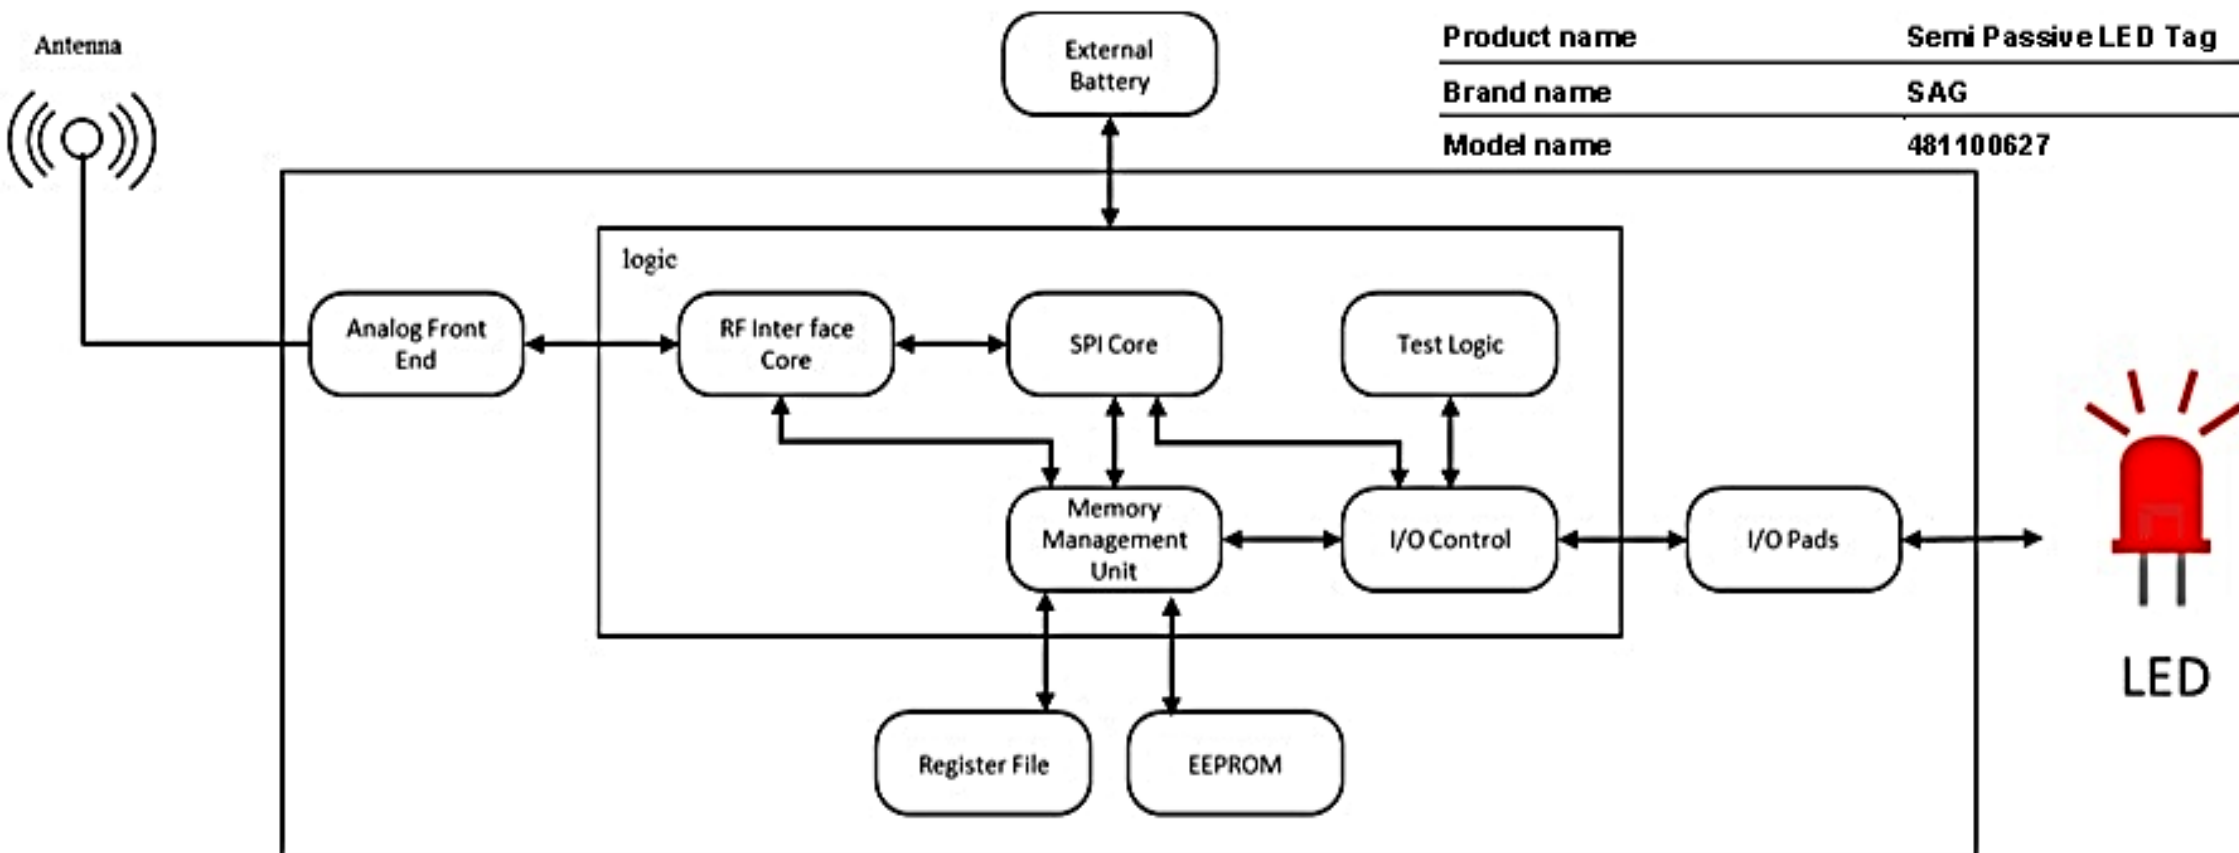 Antenna
External
Battery
Product name Semi Passive LED Tag
Brand name SAG
Model name 481100627
logic
Analog Front
End
RF Inter face
Core
SPI Core
Test Logic
Memory
Management
Unit
I/O Control
I/O Pads
LED
Register File
EEPROM